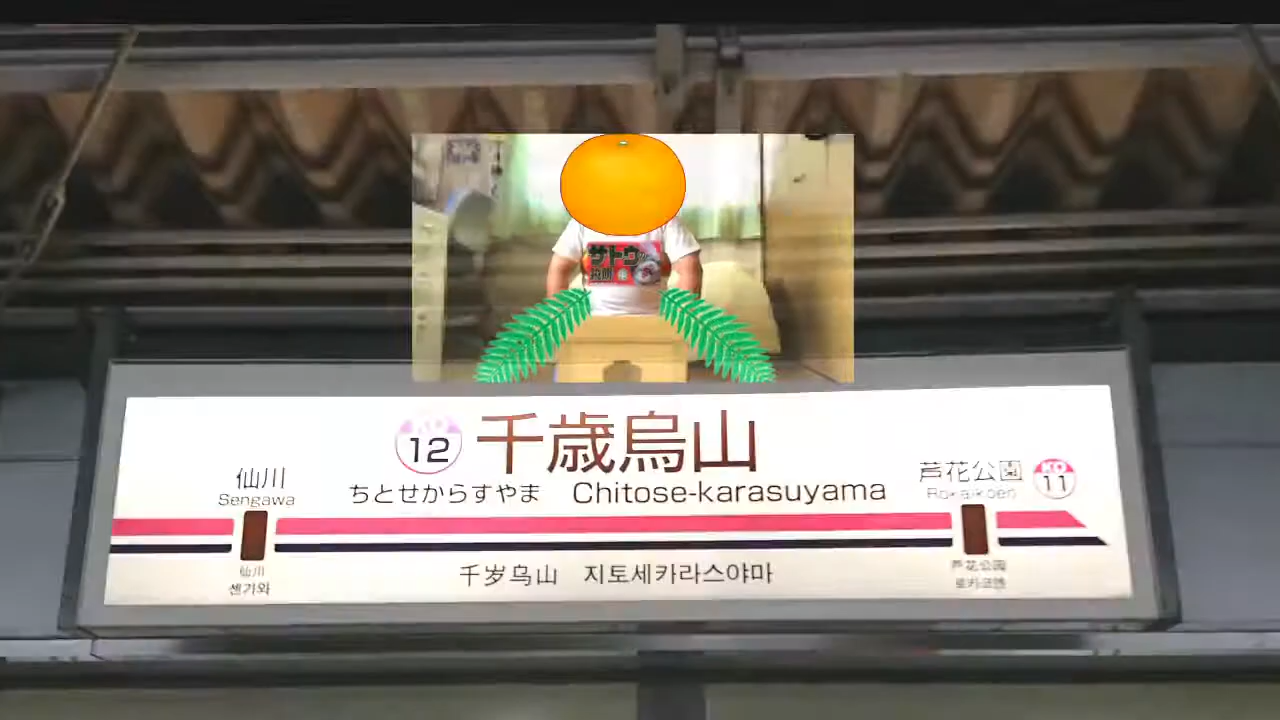 サトウの
12
千歳烏山
ちとせからすやま Chitose-karasuyama
仙川
Sengawa
芦花公園
Rokakoen
KO
11
千岁乌山 지토세카라스야마
仙川
센가와
芦花公园
로카코엔